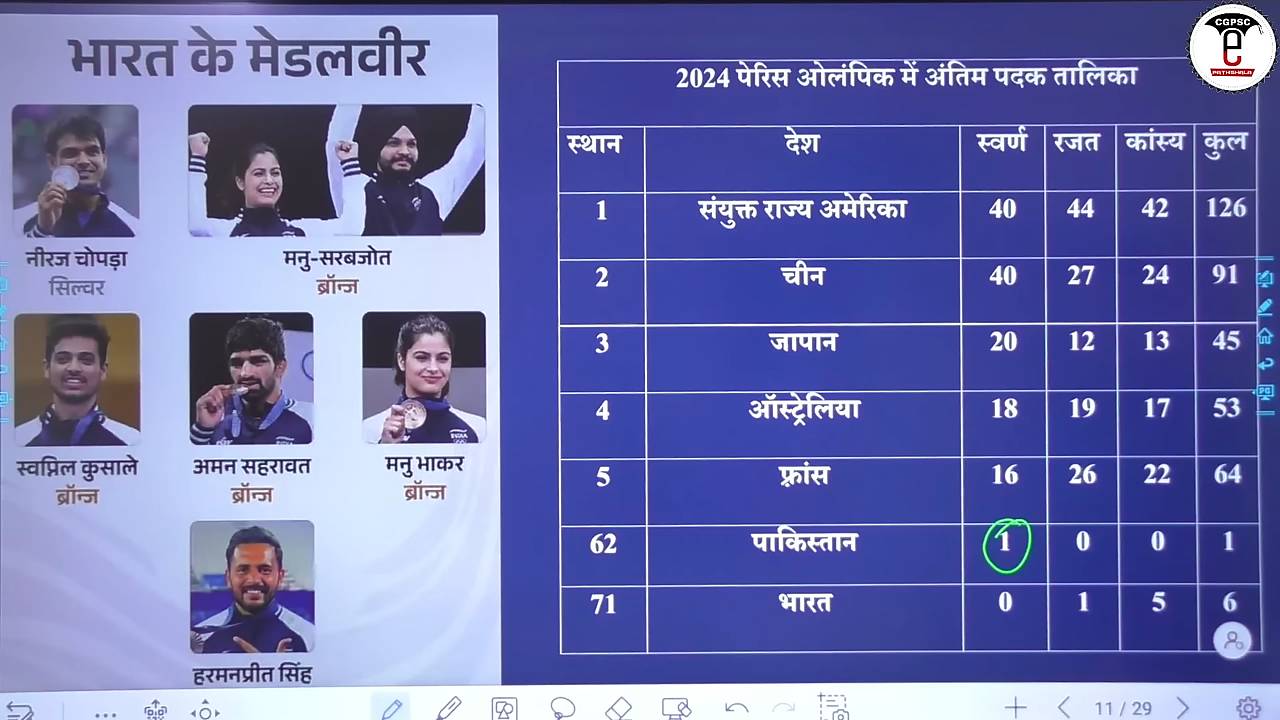 भारत के मेडलवीर
नीरज चोपड़ा
सिल्वर
मनु-सरबजोत
ब्रॉन्ज
स्वप्निल कुसाले
ब्रॉन्ज
अमन सहरावत
ब्रॉन्ज
मनु भाकर
ब्रॉन्ज
हरमनप्रीत सिंह
2024 पेरिस ओलंपिक में अंतिम पदक तालिका
स्थान देश स्वर्ण रजत कांस्य कुल
1 संयुक्त राज्य अमेरिका 40 44 42 126
2 चीन 40 27 24 91
3 जापान 20 12 13 45
4 ऑस्ट्रेलिया 18 19 17 53
5 फ़्रांस 16 26 22 64
62 पाकिस्तान 1 0 0 1
71 भारत 0 1 5 6
CGPSC
e
PATHSHALA
11 / 29